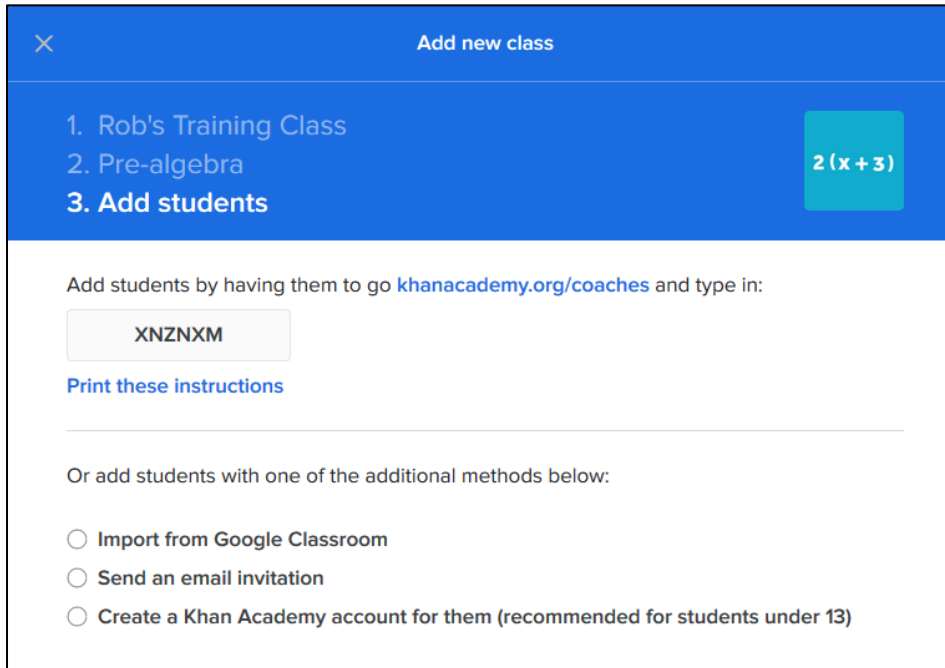 Add new class
1. Rob's Training Class
2. Pre-algebra
3. Add students
2 (x + 3)
Add students by having them to go khanacademy.org/coaches and type in:
XNZNXM
Print these instructions
Or add students with one of the additional methods below:
Import from Google Classroom
Send an email invitation
Create a Khan Academy account for them (recommended for students under 13)